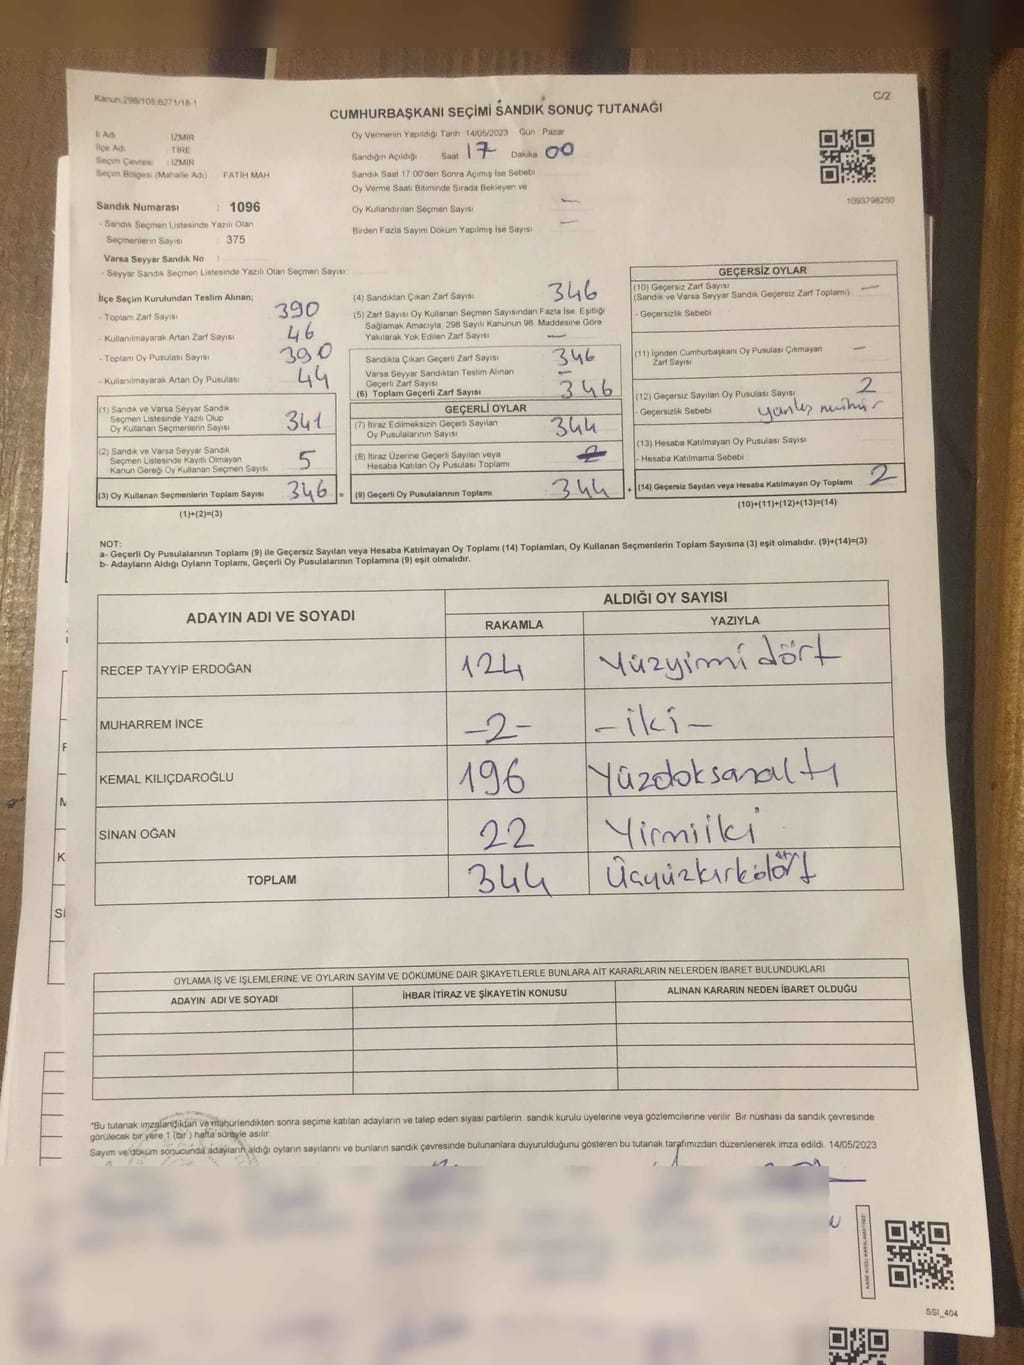 Kanun:298/105,6271/18-1
C/2
CUMHURBAŞKANI SEÇİMİ SANDIK SONUÇ TUTANAĞI
İl Adı İZMİR
İlçe Adı TİRE
Seçim Çevresi : İZMİR
Seçim Bölgesi (Mahalle Adı) FATİH MAH
Sandık Numarası : 1096
- Sandık Seçmen Listesinde Yazılı Olan
Seçmenlerin Sayısı : 375
Varsa Seyyar Sandık No :
- Seyyar Sandık Seçmen Listesinde Yazılı Olan Seçmen Sayısı:
Oy Vermenin Yapıldığı Tarih 14/05/2023 Gün Pazar
Sandığın Açıldığı Saat 17 Dakika 00
Sandık Saat 17 00'den Sonra Açımış İse Sebebi
Oy Verme Saati Bitiminde Sırada Bekleyen ve
Oy Kullandırılan Seçmen Sayısı —
Birden Fazla Sayım Döküm Yapılmış İse Sayısı —
1093798250
İlçe Seçim Kurulundan Teslim Alınan;
- Toplam Zarf Sayısı 390
- Kullanılmayarak Artan Zarf Sayısı 46
- Toplam Oy Pusulası Sayısı 390
- Kullanılmayarak Artan Oy Pusulası 44
(1) Sandık ve Varsa Seyyar Sandık
Seçmen Listesinde Yazılı Olup
Oy Kullanan Seçmenlerin Sayısı 341
(2) Sandık ve Varsa Seyyar Sandık
Seçmen Listesinde Kayıtlı Olmayan
Kanun Gereği Oy Kullanan Seçmen Sayısı 5
(3) Oy Kullanan Seçmenlerin Toplam Sayısı 346 =
(1)+(2)=(3)
(4) Sandıktan Çıkan Zarf Sayısı 346
(5) Zarf Sayısı Oy Kullanan Seçmen Sayısından Fazla İse, Eşitliği
Sağlamak Amacıyla; 298 Sayılı Kanunun 98. Maddesine Göre
Yakılarak Yok Edilen Zarf Sayısı —
Sandıkta Çıkan Geçerli Zarf Sayısı 346
Varsa Seyyar Sandıktan Teslim Alınan
Geçerli Zarf Sayısı —
(6) Toplam Geçerli Zarf Sayısı 346
GEÇERLİ OYLAR
(7) İtiraz Edilmeksizin Geçerli Sayılan
Oy Pusulalarının Sayısı 344
(8) İtiraz Üzerine Geçerli Sayılan veya
Hesaba Katılan Oy Pusulası Toplamı
(9) Geçerli Oy Pusulalarının Toplamı 344 +
GEÇERSİZ OYLAR
(10) Geçersiz Zarf Sayısı —
(Sandık ve Varsa Seyyar Sandık Geçersiz Zarf Toplamı)
- Geçersizlik Sebebi
(11) İçinden Cumhurbaşkanı Oy Pusulası Çıkmayan —
Zarf Sayısı
(12) Geçersiz Sayılan Oy Pusulası Sayısı 2
- Geçersizlik Sebebi yanlış mühür
(13) Hesaba Katılmayan Oy Pusulası Sayısı
- Hesaba Katılmama Sebebi
(14) Geçersiz Sayılan veya Hesaba Katılmayan Oy Toplamı 2
(10)+(11)+(12)+(13)=(14)
NOT:
a- Geçerli Oy Pusulalarının Toplamı (9) ile Geçersiz Sayılan veya Hesaba Katılmayan Oy Toplamı (14) Toplamları, Oy Kullanan Seçmenlerin Toplam Sayısına (3) eşit olmalıdır. (9)+(14)=(3)
b- Adayların Aldığı Oyların Toplamı, Geçerli Oy Pusulalarının Toplamına (9) eşit olmalıdır.
ADAYIN ADI VE SOYADI ALDIĞI OY SAYISI
RAKAMLA YAZIYLA
RECEP TAYYİP ERDOĞAN 124 Yüzyirmi dört
MUHARREM İNCE -2- -iki-
KEMAL KILIÇDAROĞLU 196 Yüzdoksanaltı
SİNAN OĞAN 22 Yirmiiki
TOPLAM 344 Üçyüzkırkdört
OYLAMA İŞ VE İŞLEMLERİNE VE OYLARIN SAYIM VE DÖKÜMÜNE DAİR ŞİKAYETLERLE BUNLARA AİT KARARLARIN NELERDEN İBARET BULUNDUKLARI
ADAYIN ADI VE SOYADI İHBAR İTİRAZ VE ŞİKAYETİN KONUSU ALINAN KARARIN NEDEN İBARET OLDUĞU
*Bu tutanak imzalandıktan ve mühürlendikten sonra seçime katılan adayların ve talep eden siyasi partilerin sandık kurulu üyelerine veya gözlemcilerine verilir. Bir nüshası da sandık çevresinde
görülecek bir yere 1 (bir ) hafta süreyle asılır.
Sayım ve döküm sonucunda adayların aldığı oyların sayılarını ve bunların sandık çevresinde bulunanlara duyurulduğunu gösteren bu tutanak tarafımızdan düzenlenerek imza edildi. 14/05/2023
KARE KODU KARALAMAYINIZ!
SSI_404